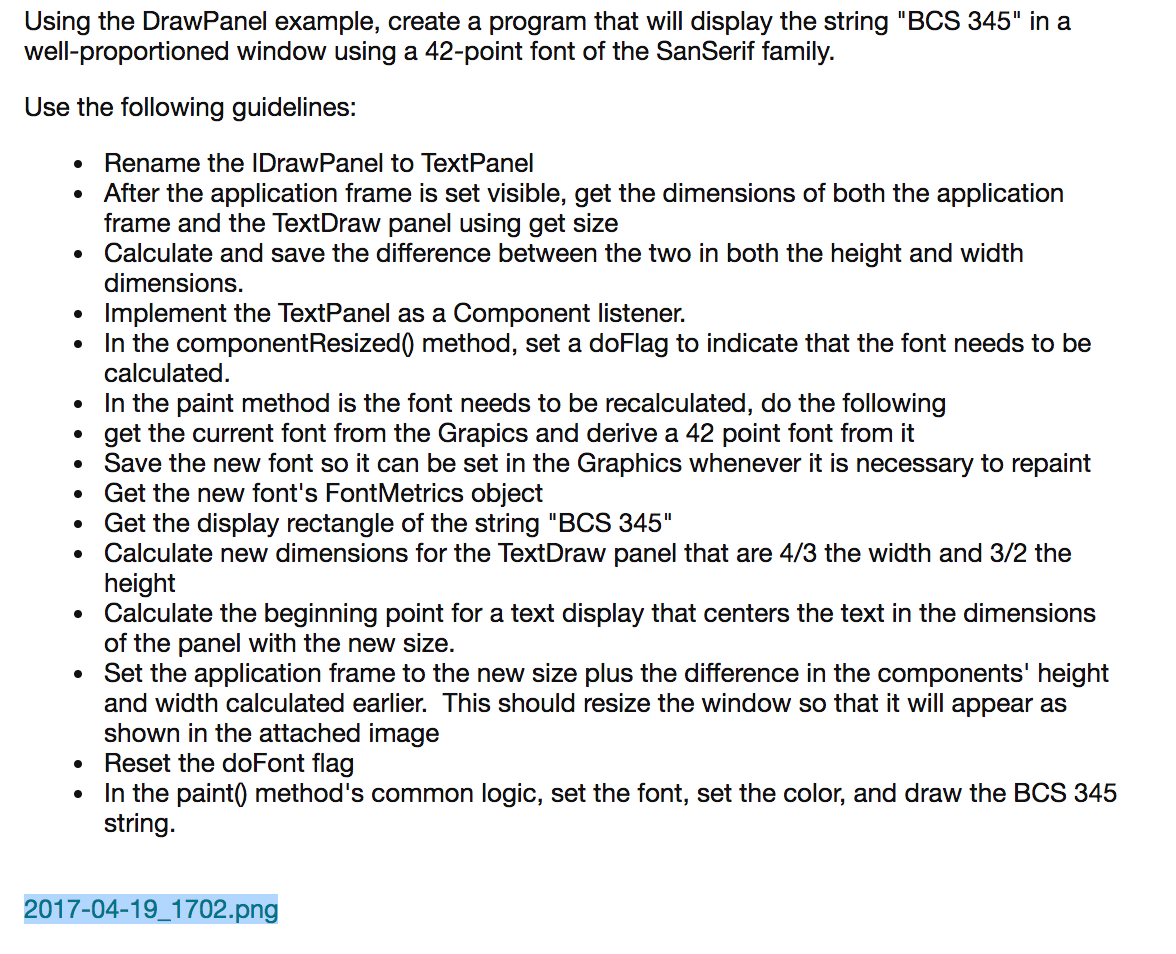 Using the DrawPanel example, create a program that will display the string "BCS 345" in a
well-proportioned window using a 42-point font of the SanSerif family.
Use the following guidelines:
• Rename the IDrawPanel to TextPanel
• After the application frame is set visible, get the dimensions of both the application
frame and the TextDraw panel using get size
• Calculate and save the difference between the two in both the height and width
dimensions.
• Implement the TextPanel as a Component listener.
• In the componentResized() method, set a doFlag to indicate that the font needs to be
calculated.
• In the paint method is the font needs to be recalculated, do the following
• get the current font from the Grapics and derive a 42 point font from it
• Save the new font so it can be set in the Graphics whenever it is necessary to repaint
• Get the new font's FontMetrics object
• Get the display rectangle of the string "BCS 345"
• Calculate new dimensions for the TextDraw panel that are 4/3 the width and 3/2 the
height
• Calculate the beginning point for a text display that centers the text in the dimensions
of the panel with the new size.
• Set the application frame to the new size plus the difference in the components' height
and width calculated earlier.  This should resize the window so that it will appear as
shown in the attached image
• Reset the doFont flag
• In the paint() method's common logic, set the font, set the color, and draw the BCS 345
string.
2017-04-19_1702.png